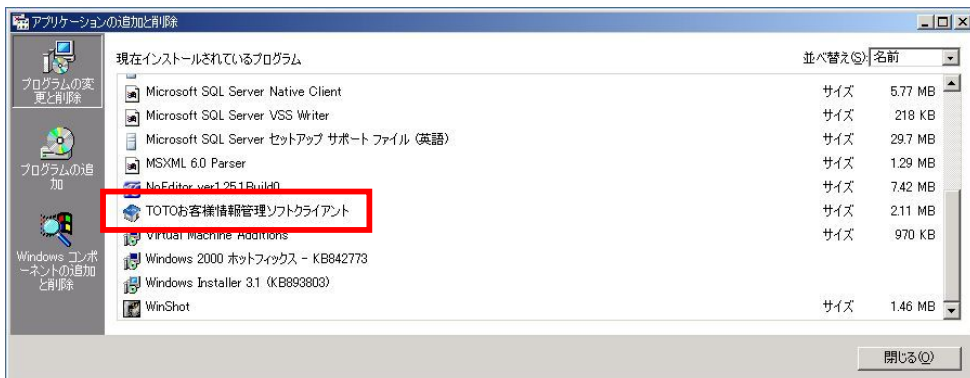 アプリケーションの追加と削除
プログラムの変
更と削除
プログラムの追
加
Windows コンポ
ーネントの追加
と削除
現在インストールされているプログラム
並べ替え(S): 名前
Microsoft SQL Server Native Client サイズ 5.77 MB
Microsoft SQL Server VSS Writer サイズ 218 KB
Microsoft SQL Server セットアップ サポート ファイル (英語) サイズ 29.7 MB
MSXML 6.0 Parser サイズ 1.29 MB
NoEditor ver1.25.1Build0 サイズ 7.42 MB
TOTOお客様情報管理ソフトクライアント サイズ 2.11 MB
Virtual Machine Additions サイズ 970 KB
Windows 2000 ホットフィックス - KB842773
Windows Installer 3.1 (KB893803)
WinShot サイズ 1.46 MB
閉じる(O)